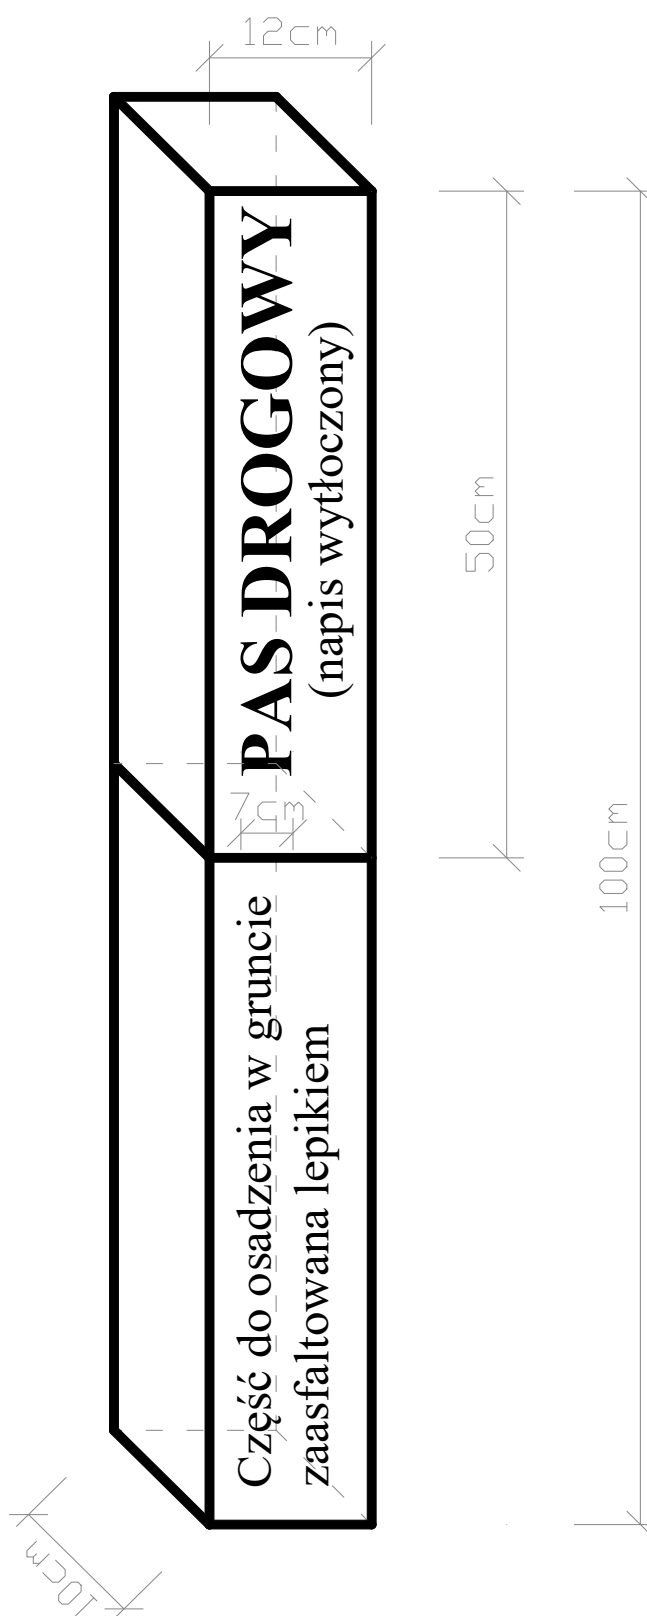 12cm
PAS DROGOWY
(napis wytłoczony)
50cm
7cm
100cm
Część do osadzenia w gruncie
zaasfaltowana lepikiem
10cm